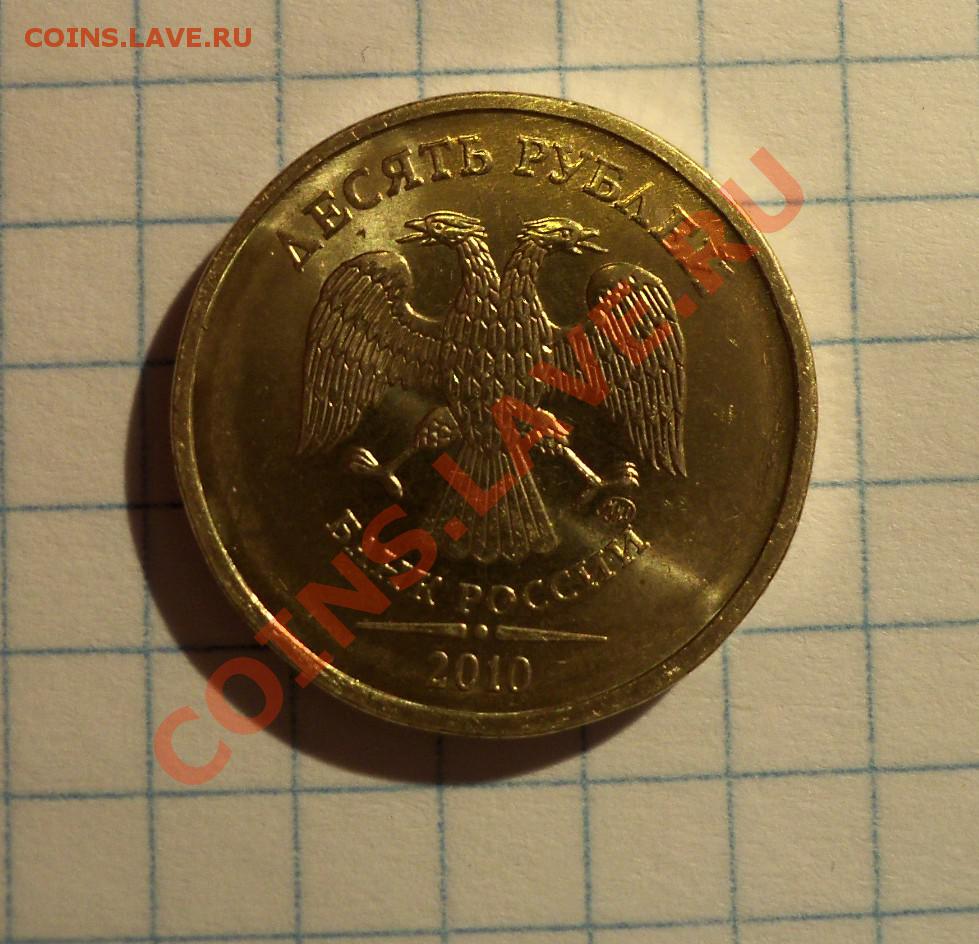 COINS.LAVE.RU
ДЕСЯТЬ РУБЛЕЙ
БАНК РОССИИ
2010
COINS.LAVE.RU